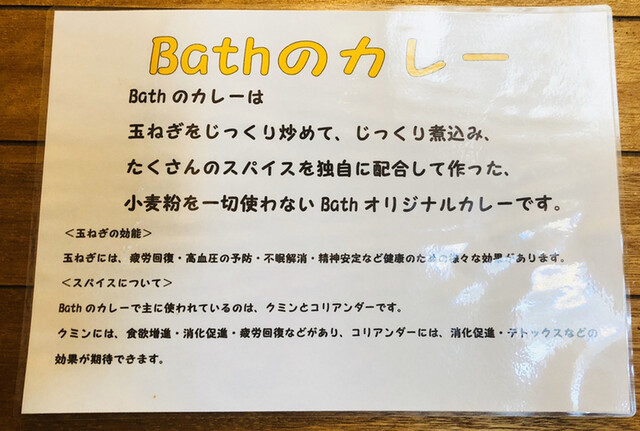 Bathのカレー
Bath のカレーは
玉ねぎをじっくり炒めて、じっくり煮込み、
たくさんのスパイスを独自に配合して作った、
小麦粉を一切使わない Bath オリジナルカレーです。
＜玉ねぎの効能＞
玉ねぎには、疲労回復・高血圧の予防・不眠解消・精神安定など健康のための様々な効果があります。
＜スパイスについて＞
Bath のカレーで主に使われているのは、クミンとコリアンダーです。
クミンには、食欲増進・消化促進・疲労回復などがあり、コリアンダーには、消化促進・デトックスなどの
効果が期待できます。